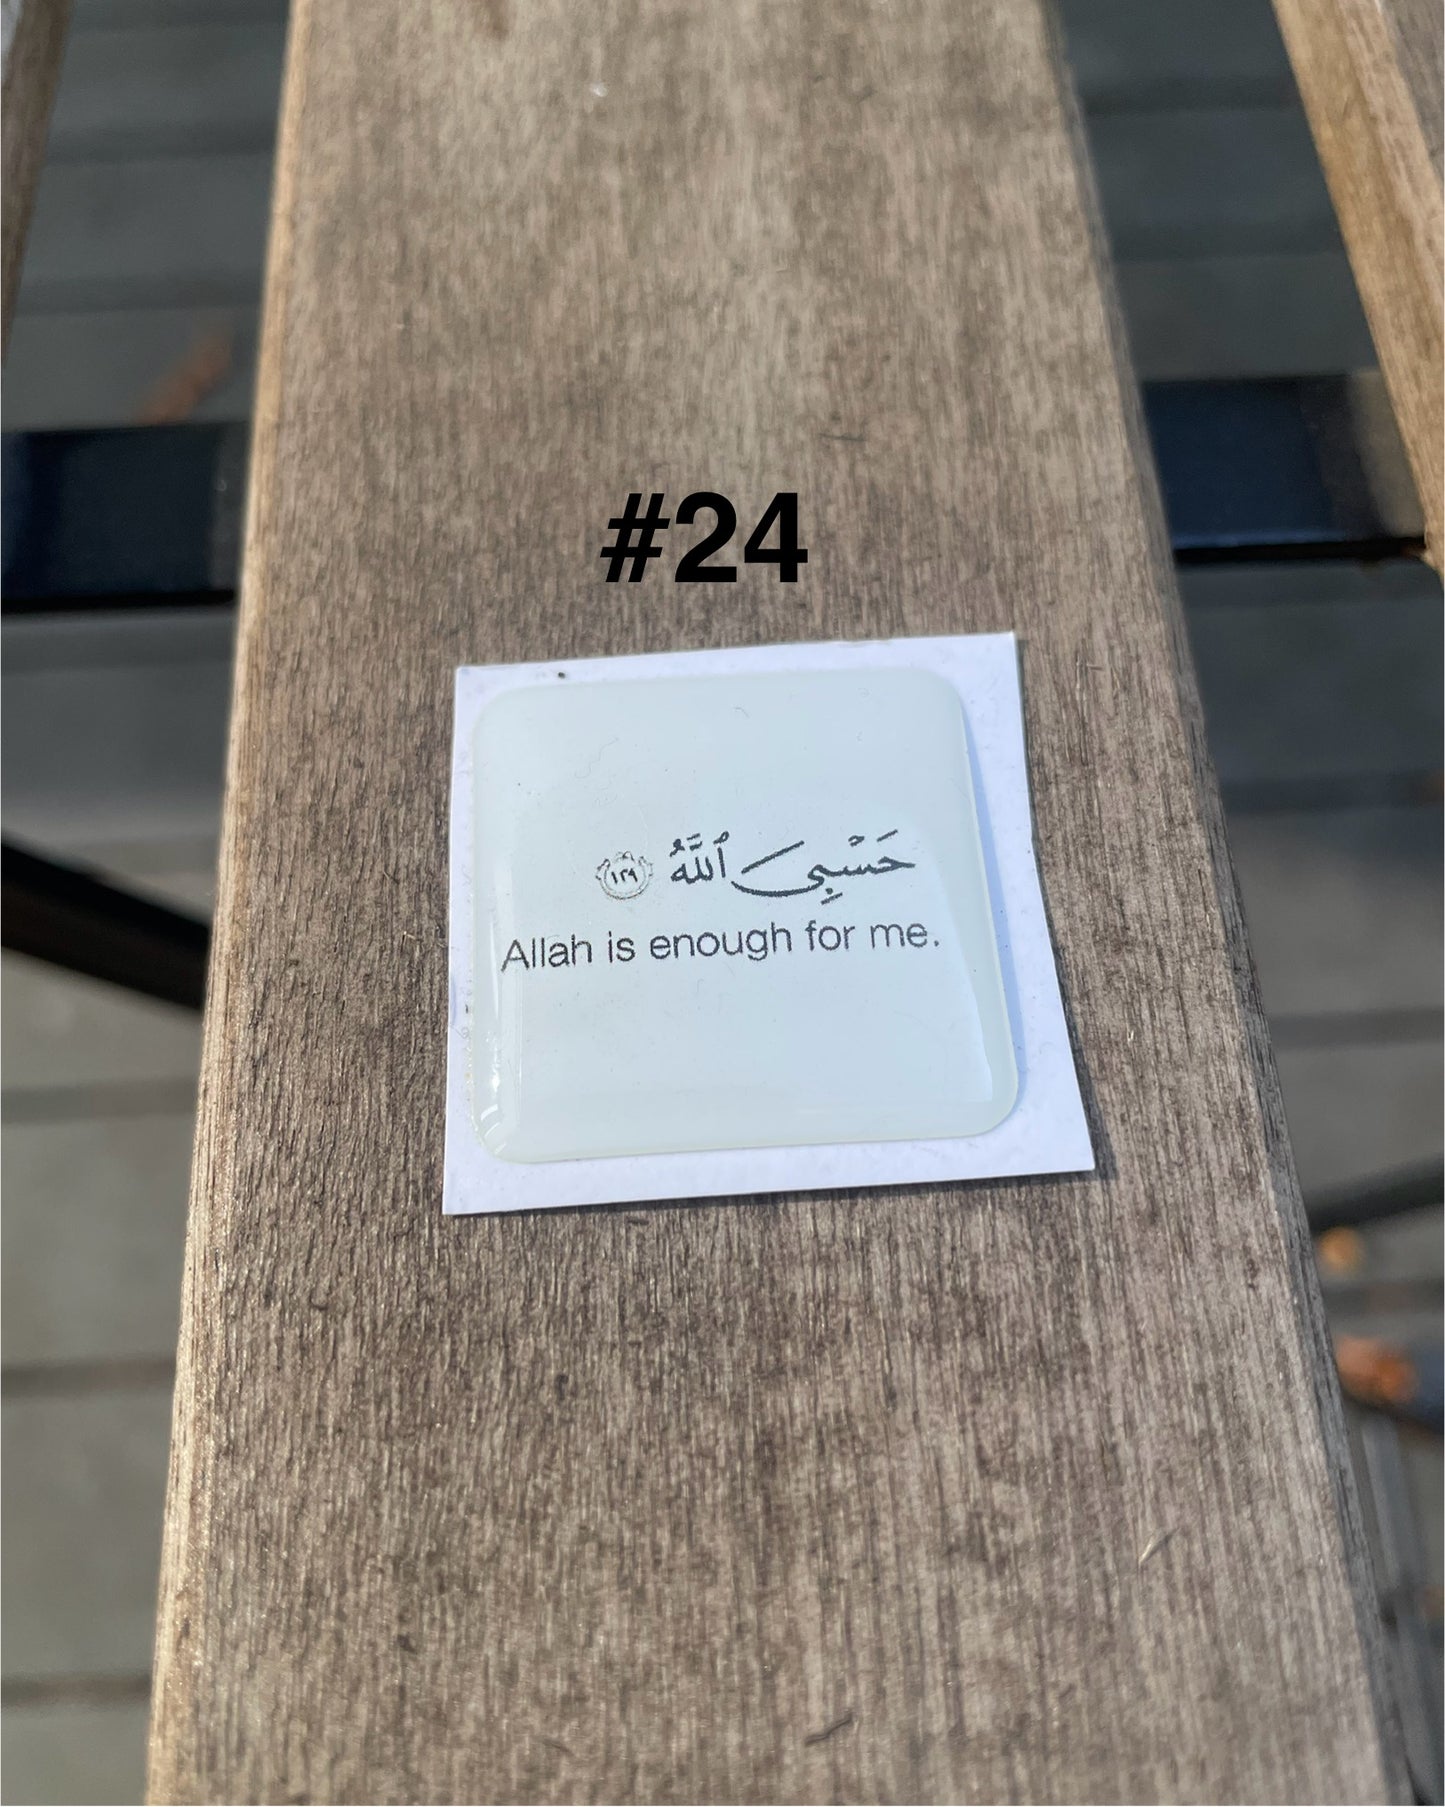 #24
حَسْبِىَ ٱللَّهُ ١٢٩
Allah is enough for me.